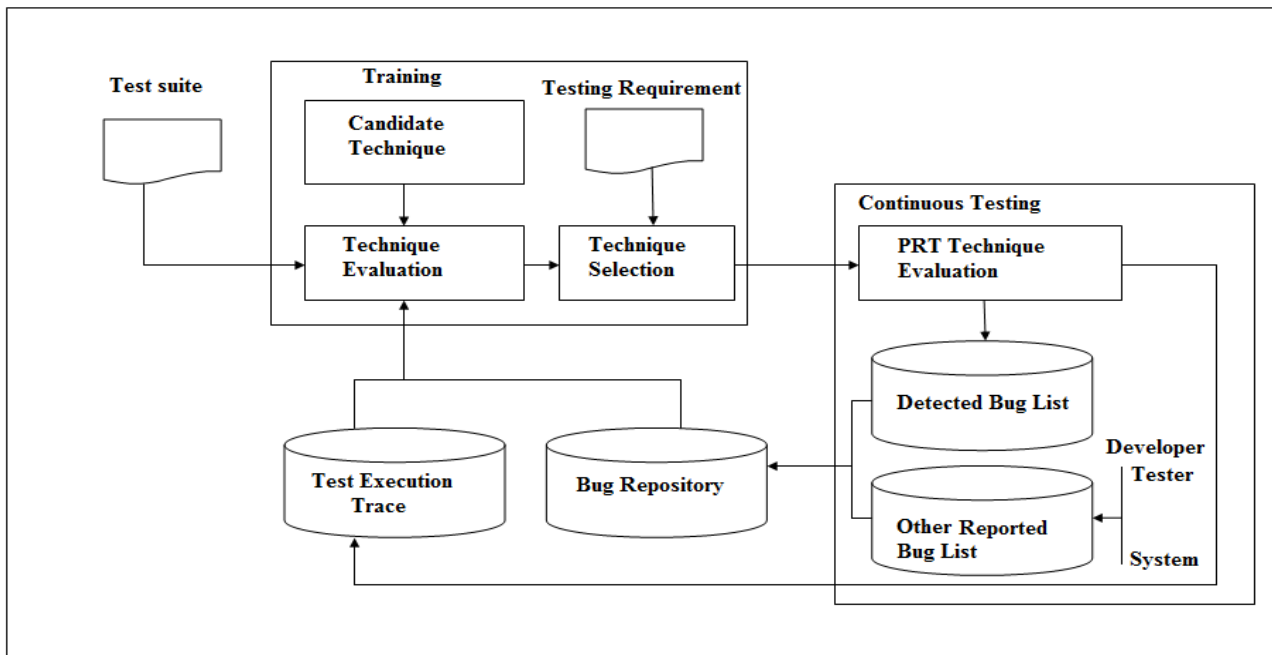 Training
Test suite
Testing Requirement
Candidate
Technique
Continuous Testing
Technique
Evaluation
Technique
Selection
PRT Technique
Evaluation
Detected Bug List
Developer
Tester
Test Execution
Trace
Bug Repository
Other Reported
Bug List
System